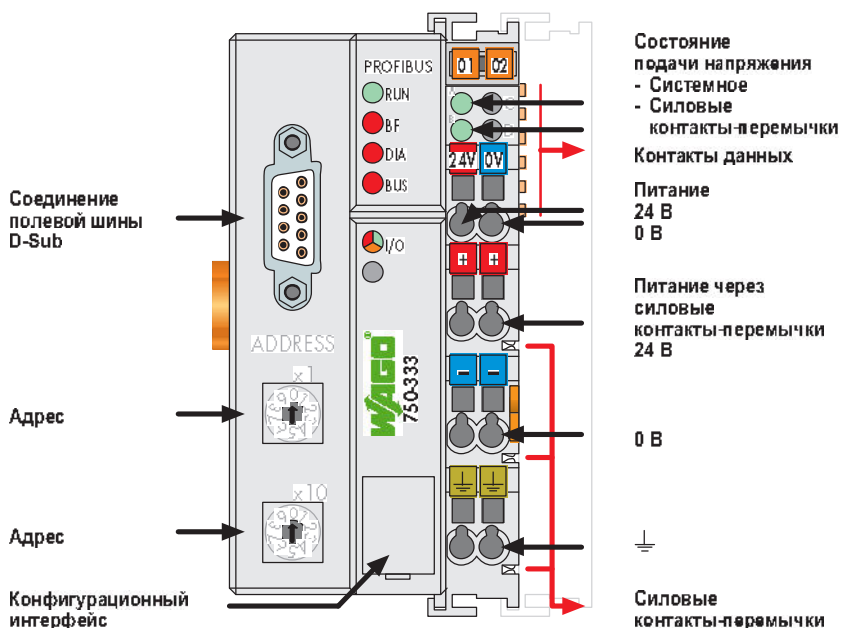 Соединение
полевой шины
D-Sub
Адрес
Адрес
Конфигурационный
интерфейс
PROFIBUS
RUN
BF
DIA
BUS
I/O
ADDRESS
x1
x10
WAGO
®
750-333
01 02
A
C
B
D
24V 0V
+ +
- -
Состояние
подачи напряжения
- Системное
- Силовые
контакты-перемычки
Контакты данных
Питание
24 В
0 В
Питание через
силовые
контакты-перемычки
24 В
0 В
Силовые
контакты-перемычки